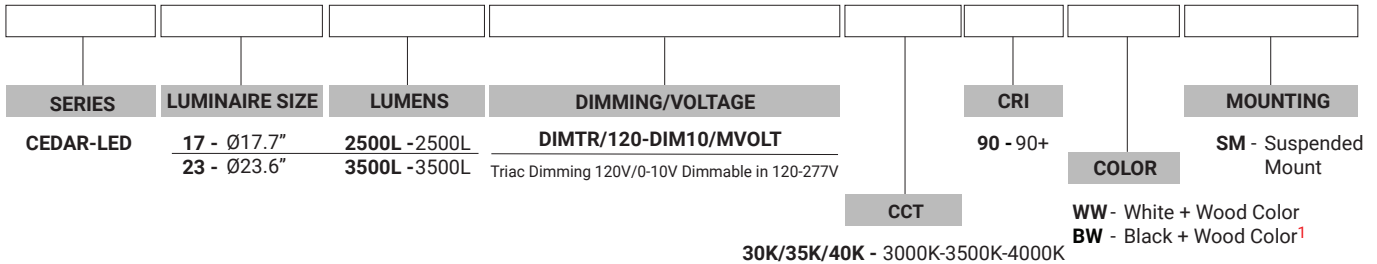 SERIES LUMINAIRE SIZE LUMENS DIMMING/VOLTAGE CRI MOUNTING
CEDAR-LED 17 - Ø17.7” 2500L -2500L DIMTR/120-DIM10/MVOLT 90 - 90+ SM - Suspended
23 - Ø23.6” 3500L -3500L Triac Dimming 120V/0-10V Dimmable in 120-277V COLOR Mount
CCT WW - White + Wood Color
BW - Black + Wood Color1
30K/35K/40K - 3000K-3500K-4000K